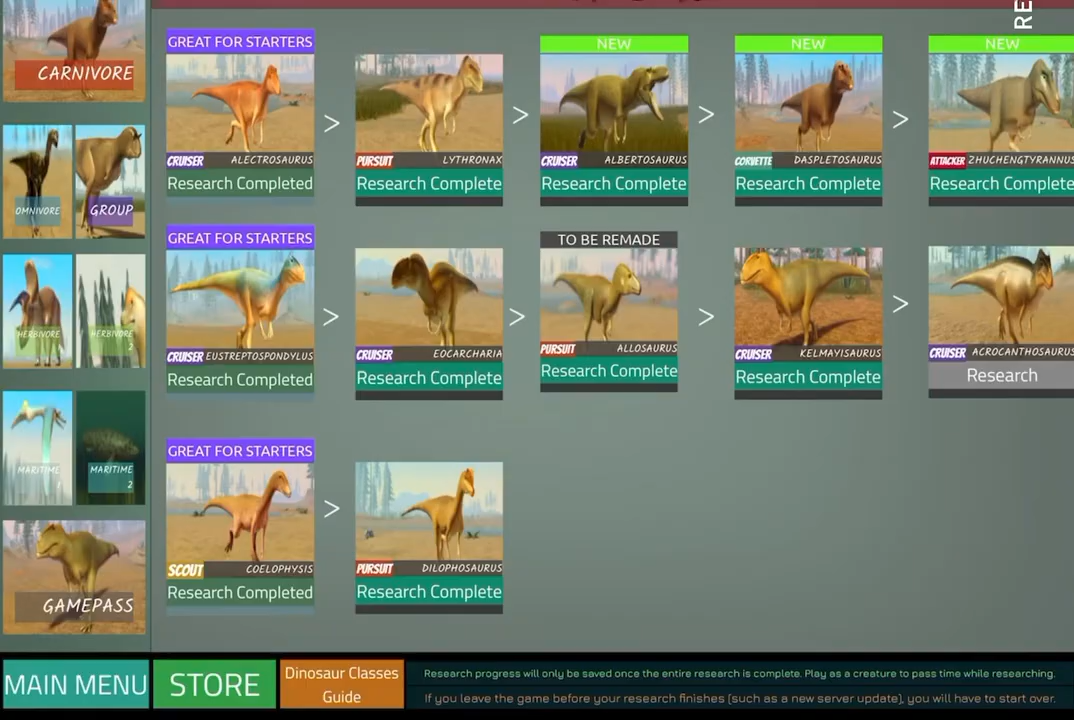 RE
CARNIVORE
OMNIVORE
GROUP
HERBIVORE
HERBIVORE
2
MARITIME
1
MARITIME
2
GAMEPASS
GREAT FOR STARTERS
CRUISER ALECTROSAURUS
Research Completed
>
PURSUIT LYTHRONAX
Research Complete
>
NEW
CRUISER ALBERTOSAURUS
Research Complete
>
NEW
CORVETTE DASPLETOSAURUS
Research Complete
>
NEW
ATTACKER ZHUCHENGTYRANNUS
Research Complete
GREAT FOR STARTERS
CRUISER EUSTREPTOSPONDYLUS
Research Completed
>
CRUISER EOCARCHARIA
Research Complete
>
TO BE REMADE
PURSUIT ALLOSAURUS
Research Complete
>
CRUISER KELMAYISAURUS
Research Complete
>
CRUISER ACROCANTHOSAURUS
Research
GREAT FOR STARTERS
SCOUT COELOPHYSIS
Research Completed
>
PURSUIT DILOPHOSAURUS
Research Complete
MAIN MENU
STORE
Dinosaur Classes
Guide
Research progress will only be saved once the entire research is complete. Play as a creature to pass time while researching.
If you leave the game before your research finishes (such as a new server update), you will have to start over.